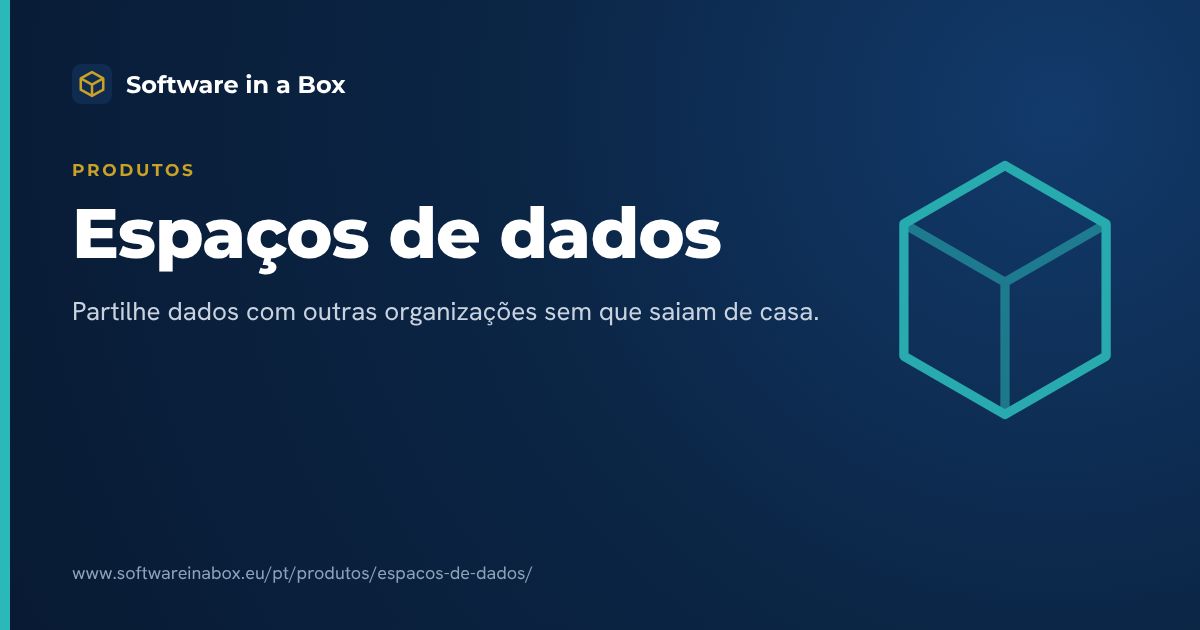 Software in a Box
PRODUTOS
Espaços de dados
Partilhe dados com outras organizações sem que saiam de casa.
www.softwareinabox.eu/pt/produtos/espacos-de-dados/